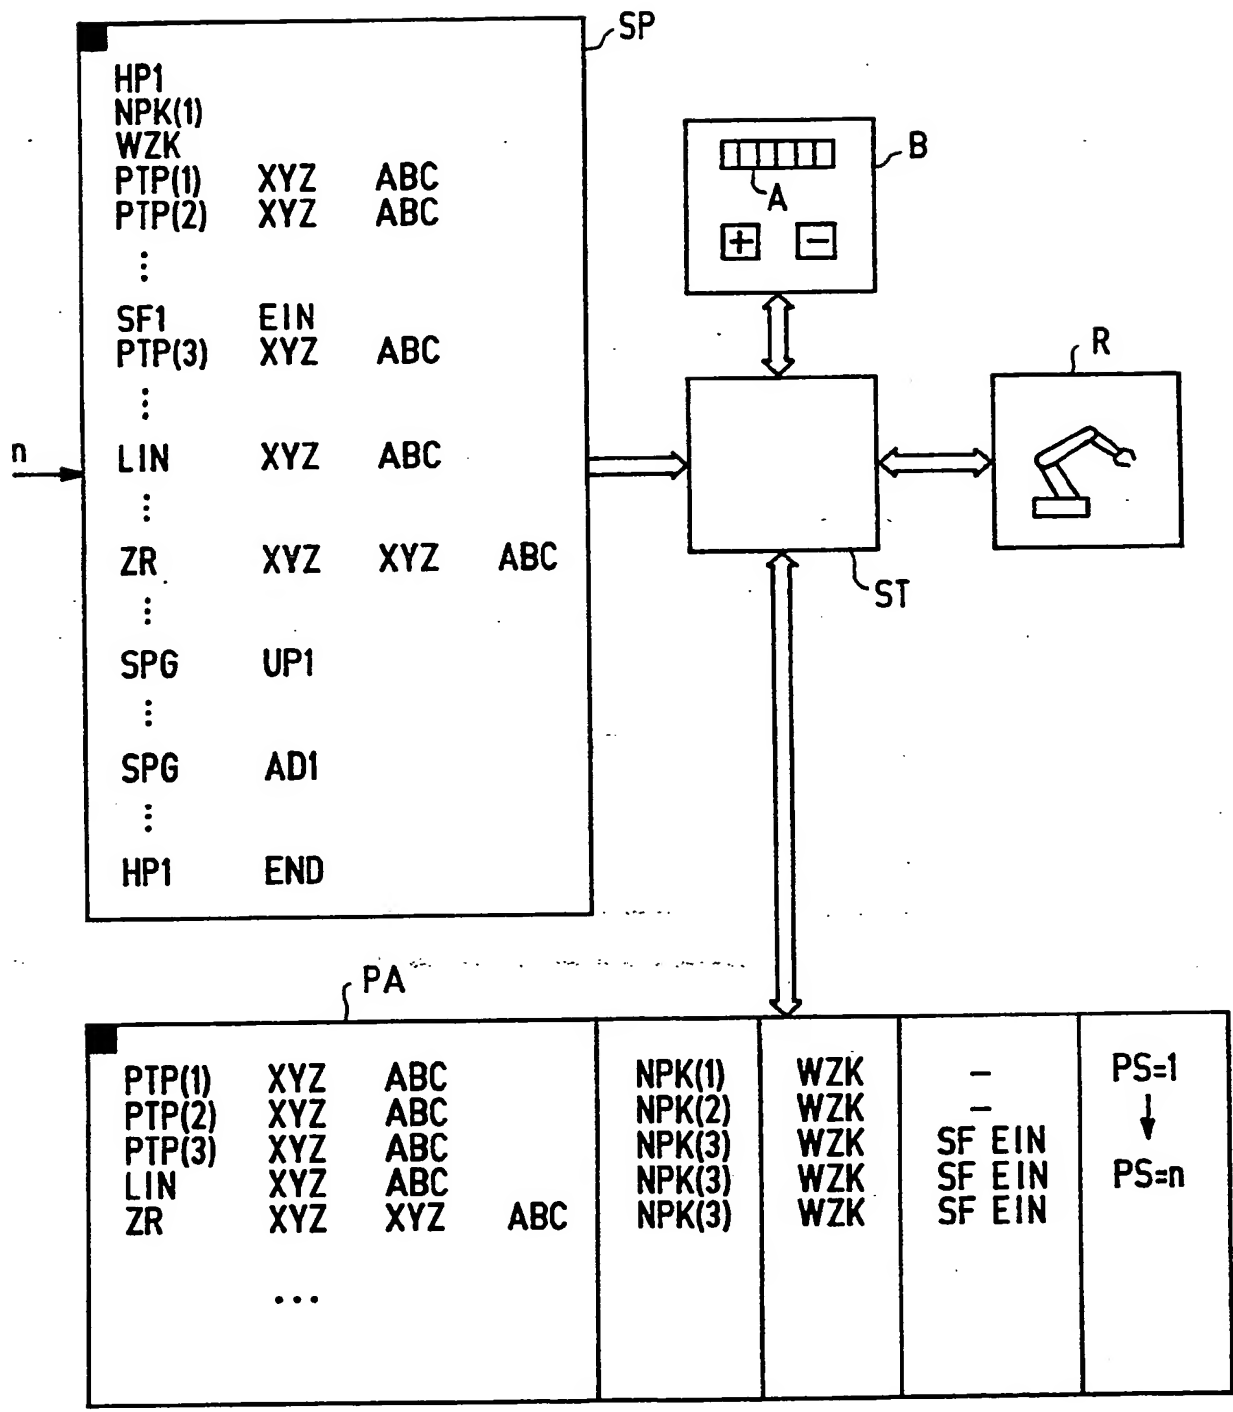 SP
HP1
NPK(1)
WZK
PTP(1) XYZ ABC
PTP(2) XYZ ABC
⋮
SF1 EIN
PTP(3) XYZ ABC
⋮
LIN XYZ ABC
⋮
ZR XYZ XYZ ABC
⋮
SPG UP1
⋮
SPG AD1
⋮
HP1 END
n
B
A
+ −
R
ST
PA
PTP(1) XYZ ABC NPK(1) WZK – PS=1
PTP(2) XYZ ABC NPK(2) WZK –
PTP(3) XYZ ABC NPK(3) WZK SF EIN
LIN XYZ ABC NPK(3) WZK SF EIN PS=n
ZR XYZ XYZ ABC NPK(3) WZK SF EIN
...